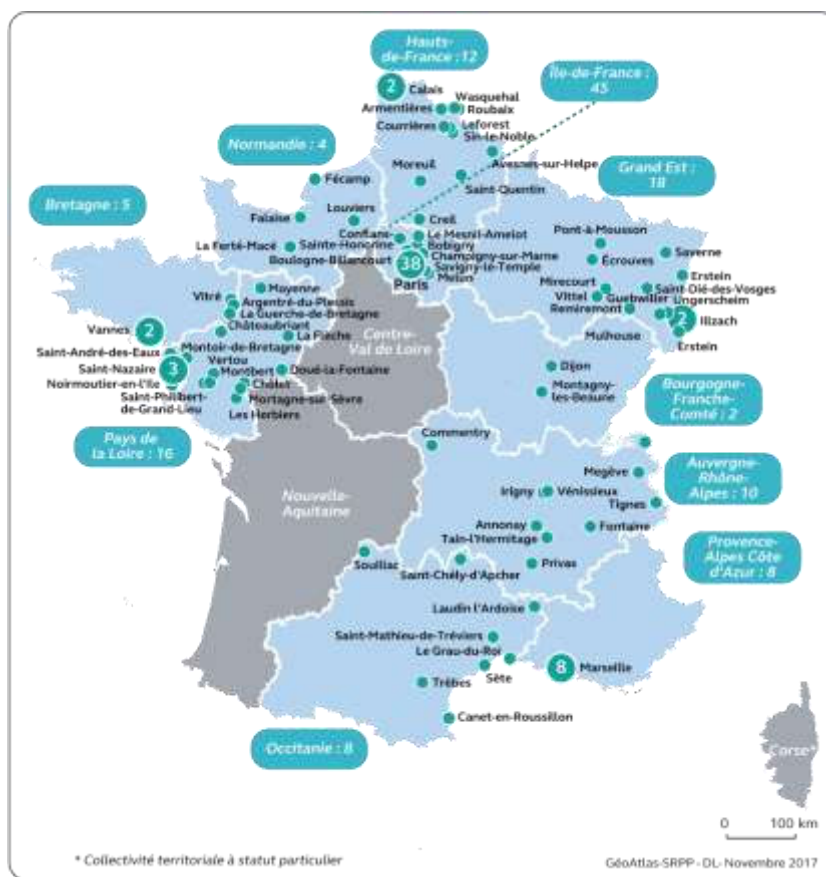 Hauts-
de-France : 12
Île-de-France :
45
2
Calais
Wasquehal
Armentières
Roubaix
Courrières
Leforest
Sin-le-Noble
Normandie : 4
Avesnes-sur-Helpe
Moreuil
Grand Est :
18
Fécamp
Saint-Quentin
Bretagne : 5
Louviers
Creil
Falaise
Pont-à-Mousson
Conflans-
Sainte-Honorine
Le Mesnil-Amelot
Saverne
La Ferté-Macé
Bobigny
Écrouves
Boulogne-Billancourt
Champigny-sur-Marne
38
Savigny-le-Temple
Erstein
Paris
Melun
Mirecourt
Saint-Dié-des-Vosges
Mayenne
Vittel
Guebwiller
Ungersheim
Vitré
Argentré-du-Plessis
Remiremont
2
Illzach
La Guerche-de-Bretagne
Vannes
2
Châteaubriant
Centre-
Val de Loire
Mulhouse
La Flèche
Erstein
Saint-André-des-Eaux
Montoir-de-Bretagne
Saint-Nazaire
3
Vertou
Doué-la-Fontaine
Dijon
Noirmoutier-en-l'Ile
Montbert
Cholet
Montagny-
les-Beaune
Saint-Philibert-
de-Grand-Lieu
Mortagne-sur-Sèvre
Les Herbiers
Bourgogne-
Franche-
Comté : 2
Pays de
la Loire : 16
Commentry
Megève
Auvergne-
Rhône-
Alpes : 10
Nouvelle-
Aquitaine
Irigny
Vénissieux
Tignes
Annonay
Fontaine
Tain-l'Hermitage
Provence-
Alpes Côte
d'Azur : 8
Souillac
Saint-Chély-d'Apcher
Privas
Laudin l'Ardoise
Saint-Mathieu-de-Tréviers
Le Grau-du-Roi
8
Marseille
Sète
Trèbes
Canet-en-Roussillon
Occitanie : 8
Corse*
0 100 km
* Collectivité territoriale à statut particulier
GéoAtlas-SRPP-DL-Novembre 2017